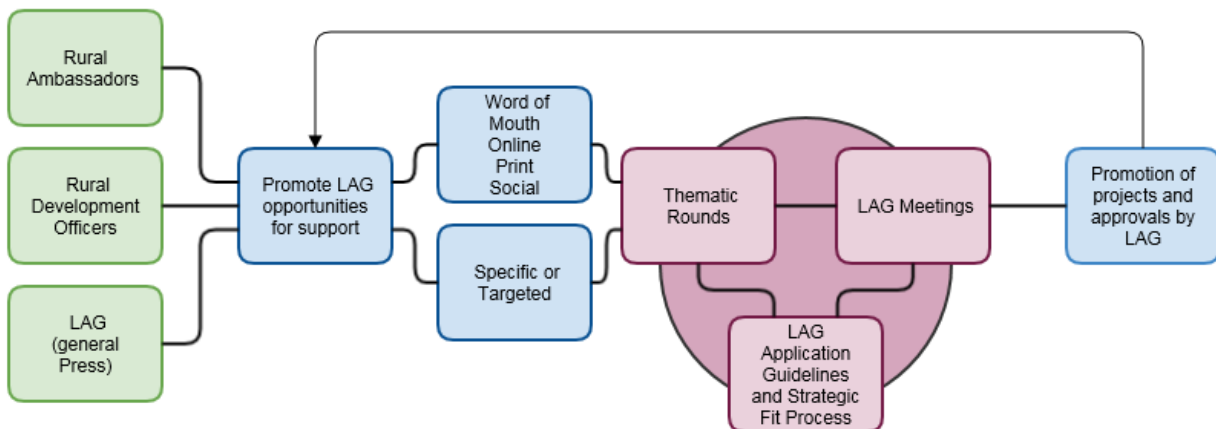 Rural
Ambassadors
Rural
Development
Officers
LAG
(general
Press)
Promote LAG
opportunities
for support
Word of
Mouth
Online
Print
Social
Specific or
Targeted
Thematic
Rounds
LAG Meetings
LAG
Application
Guidelines
and Strategic
Fit Process
Promotion of
projects and
approvals by
LAG